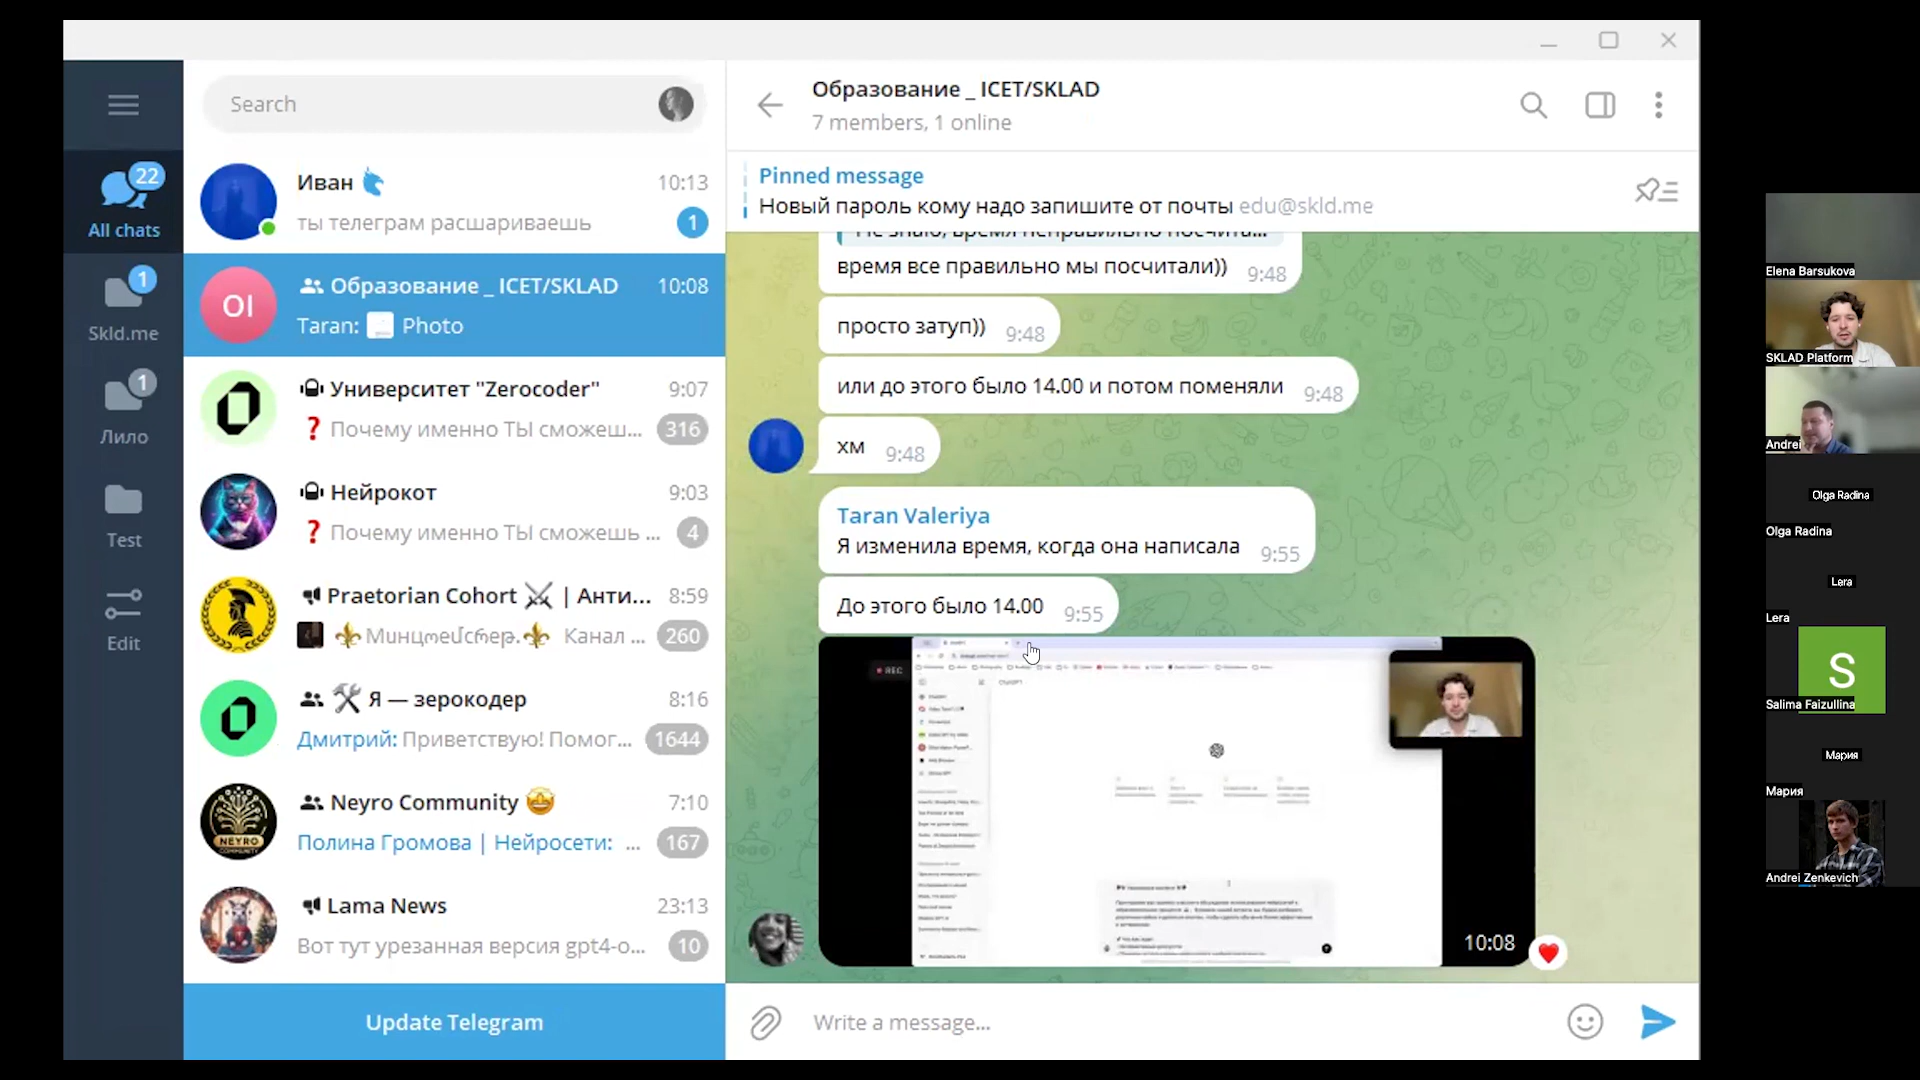 Search
22
All chats
1
Skld.me
1
Лило
Test
Edit
Иван
10:13
ты телеграм расшариваешь
1
OI
Образование _ ICET/SKLAD
10:08
Taran: Photo
Университет "Zerocoder"
9:07
❓ Почему именно ТЫ сможеш...
316
Нейрокот
9:03
❓ Почему именно ТЫ сможешь ...
4
Praetorian Cohort ⚔ | Анти...
8:59
Канал ...
260
🛠 Я — зерокодер
8:16
Дмитрий: Приветствую! Помог...
1644
NEYRO
Neyro Community 🤩
7:10
Полина Громова | Нейросети: ...
167
Lama News
23:13
Вот тут урезанная версия gpt4-o...
10
Update Telegram
Образование _ ICET/SKLAD
7 members, 1 online
Pinned message
Новый пароль кому надо запишите от почты edu@skld.me
время все правильно мы посчитали))
9:48
просто затуп))
9:48
или до этого было 14.00 и потом поменяли
9:48
хм
9:48
Taran Valeriya
Я изменила время, когда она написала
9:55
До этого было 14.00
9:55
REC
ChatGPT
10:08
Write a message...
Elena Barsukova
SKLAD Platform
Andrei
Olga Radina
Olga Radina
Lera
Lera
S
Salima Faizullina
Мария
Мария
Andrei Zenkevich